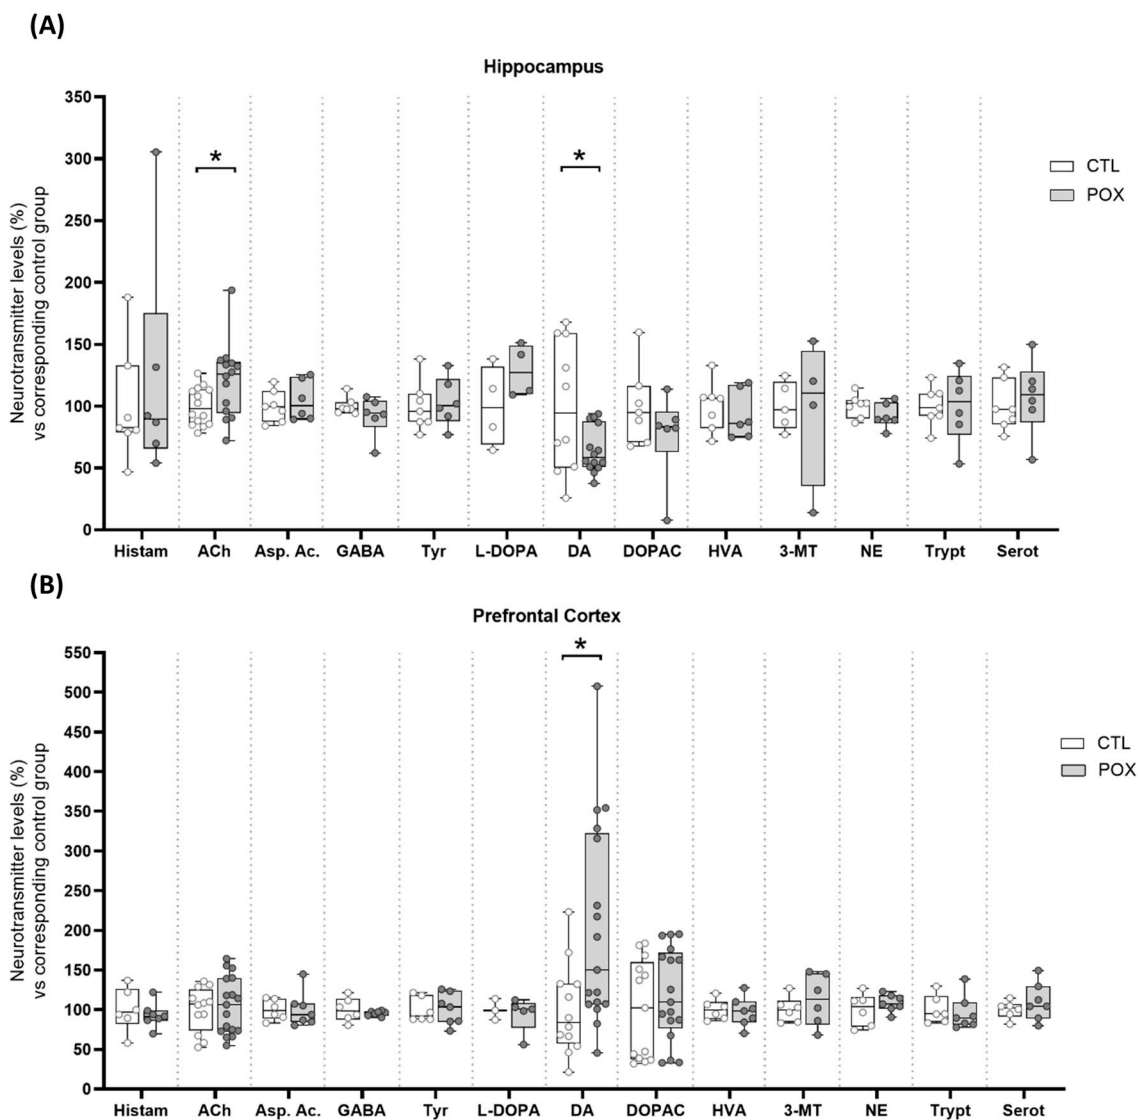 (A)
Hippocampus
Neurotransmitter levels (%)
vs corresponding control group
350
300
250
200
150
100
50
0
*
*
CTL
POX
Histam ACh Asp. Ac. GABA Tyr L-DOPA DA DOPAC HVA 3-MT NE Trypt Serot
(B)
Prefrontal Cortex
Neurotransmitter levels (%)
vs corresponding control group
550
500
450
400
350
300
250
200
150
100
50
0
*
CTL
POX
Histam ACh Asp. Ac. GABA Tyr L-DOPA DA DOPAC HVA 3-MT NE Trypt Serot